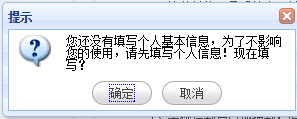 提示
您还没有填写个人基本信息，为了不影响
您的使用，请先填写个人信息！现在填
写？
确定
取消